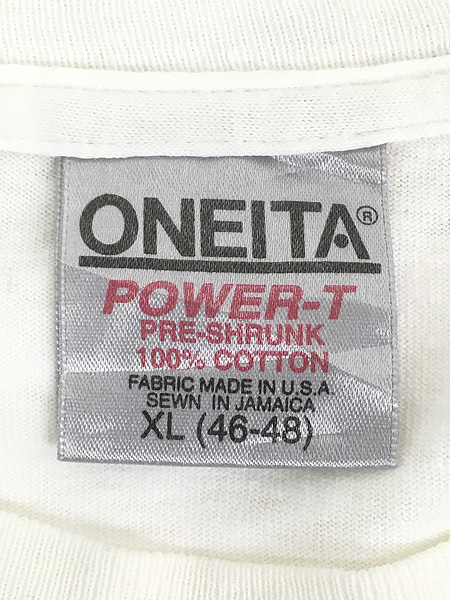 ONEITA®
POWER-T
PRE-SHRUNK
100% COTTON
FABRIC MADE IN U.S.A
SEWN IN JAMAICA
XL (46-48)